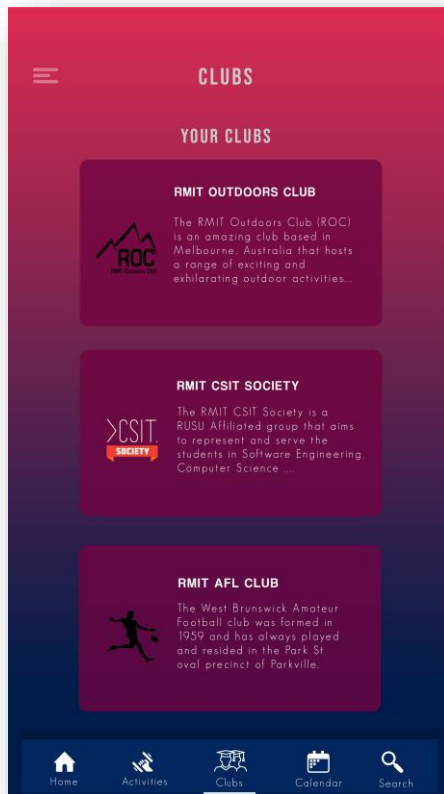 CLUBS
YOUR CLUBS
RMIT OUTDOORS CLUB
The RMIT Outdoors Club (ROC)
is an amazing club based in
Melbourne, Australia that hosts
a range of exciting and
exhilarating outdoor activities...
ROC
RMIT Outdoors Club
RMIT CSIT SOCIETY
The RMIT CSIT Society is a
RUSU Affiliated group that aims
to represent and serve the
students in Software Engineering,
Computer Science ....
>CSIT.
SOCIETY
RMIT AFL CLUB
The West Brunswick Amateur
Football club was formed in
1959 and has always played
and resided in the Park St
oval precinct of Parkville.
Home
Activities
Clubs
Calendar
Search